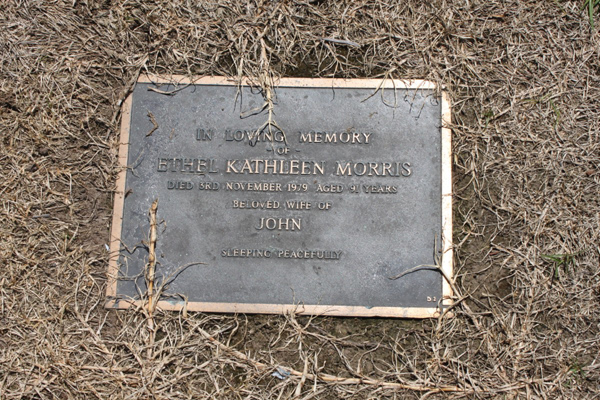 IN LOVING MEMORY
- OF -
ETHEL KATHLEEN MORRIS
DIED 3RD NOVEMBER 1979 AGED 91 YEARS
BELOVED WIFE OF
JOHN
SLEEPING PEACEFULLY